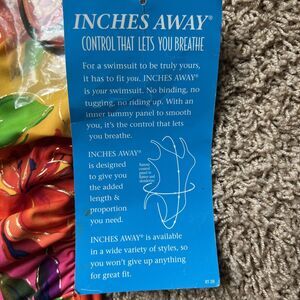 INCHES AWAY®
CONTROL THAT LETS YOU BREATHE
For a swimsuit to be truly yours,
it has to fit you. INCHES AWAY®
is your swimsuit. No binding, no
tugging, no riding up. With an
inner tummy panel to smooth
you, it's the control that lets
you breathe.
INCHES AWAY®
is designed
to give you
the added
length &
proportion
you need.
control
panel to
INCHES AWAY® is available
in a wide variety of styles, so
you won't give up anything
for great fit.